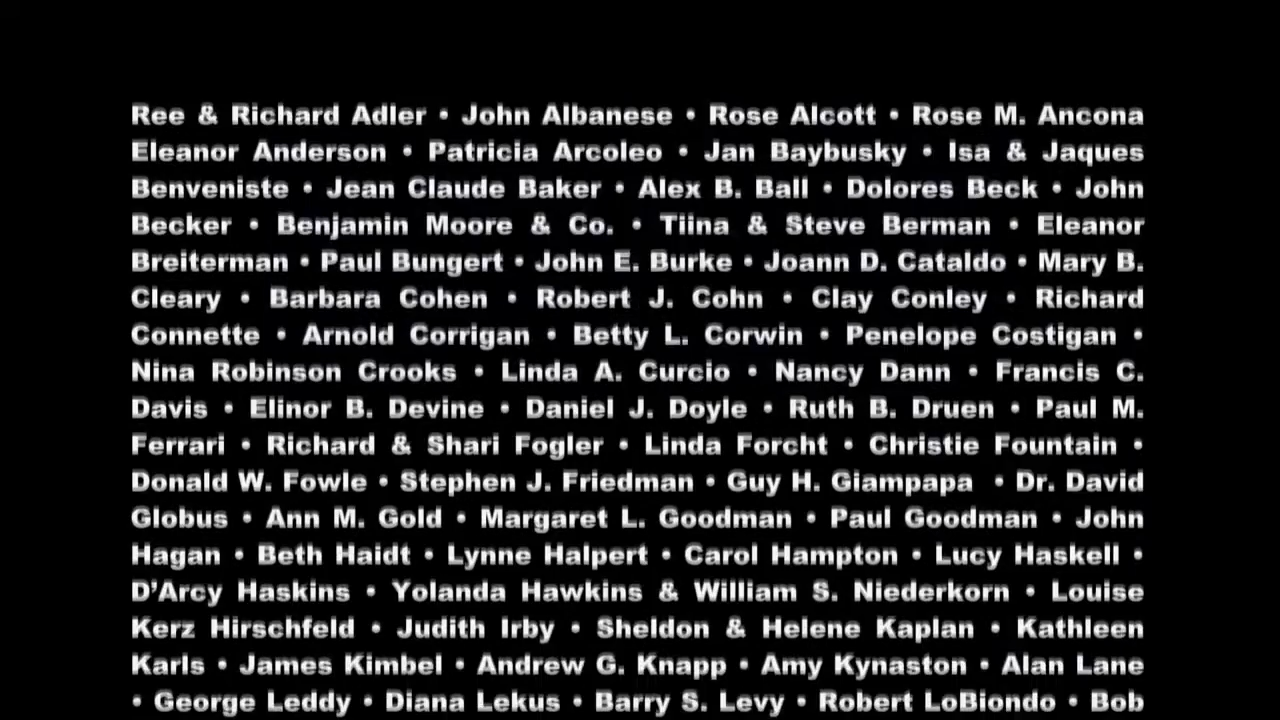 Ree & Richard Adler • John Albanese • Rose Alcott • Rose M. Ancona
Eleanor Anderson • Patricia Arcoleo • Jan Baybusky • Isa & Jaques
Benveniste • Jean Claude Baker • Alex B. Ball • Dolores Beck • John
Becker • Benjamin Moore & Co. • Tiina & Steve Berman • Eleanor
Breiterman • Paul Bungert • John E. Burke • Joann D. Cataldo • Mary B.
Cleary • Barbara Cohen • Robert J. Cohn • Clay Conley • Richard
Connette • Arnold Corrigan • Betty L. Corwin • Penelope Costigan •
Nina Robinson Crooks • Linda A. Curcio • Nancy Dann • Francis C.
Davis • Elinor B. Devine • Daniel J. Doyle • Ruth B. Druen • Paul M.
Ferrari • Richard & Shari Fogler • Linda Forcht • Christie Fountain •
Donald W. Fowle • Stephen J. Friedman • Guy H. Giampapa • Dr. David
Globus • Ann M. Gold • Margaret L. Goodman • Paul Goodman • John
Hagan • Beth Haidt • Lynne Halpert • Carol Hampton • Lucy Haskell •
D’Arcy Haskins • Yolanda Hawkins & William S. Niederkorn • Louise
Kerz Hirschfeld • Judith Irby • Sheldon & Helene Kaplan • Kathleen
Karls • James Kimbel • Andrew G. Knapp • Amy Kynaston • Alan Lane
• George Leddy • Diana Lekus • Barry S. Levy • Robert LoBiondo • Bob